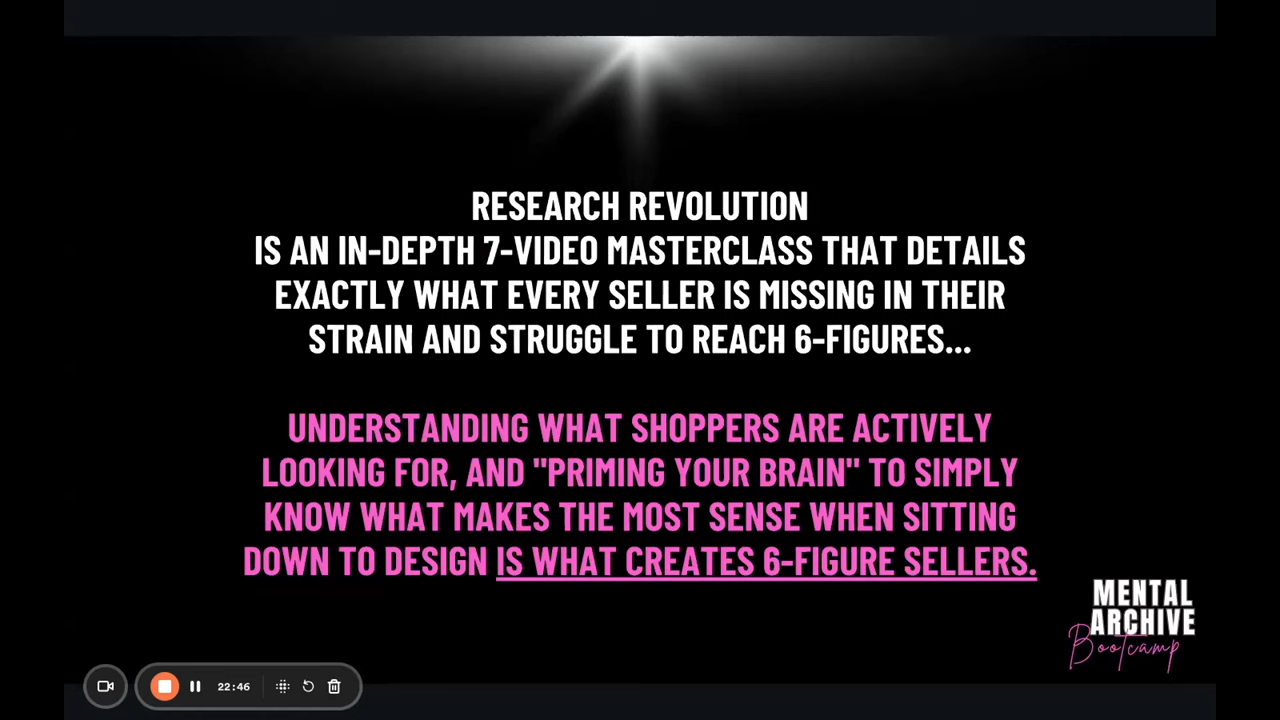 RESEARCH REVOLUTION
IS AN IN-DEPTH 7-VIDEO MASTERCLASS THAT DETAILS
EXACTLY WHAT EVERY SELLER IS MISSING IN THEIR
STRAIN AND STRUGGLE TO REACH 6-FIGURES...
UNDERSTANDING WHAT SHOPPERS ARE ACTIVELY
LOOKING FOR, AND "PRIMING YOUR BRAIN" TO SIMPLY
KNOW WHAT MAKES THE MOST SENSE WHEN SITTING
DOWN TO DESIGN IS WHAT CREATES 6-FIGURE SELLERS.
MENTAL
ARCHIVE
Bootcamp
22:46